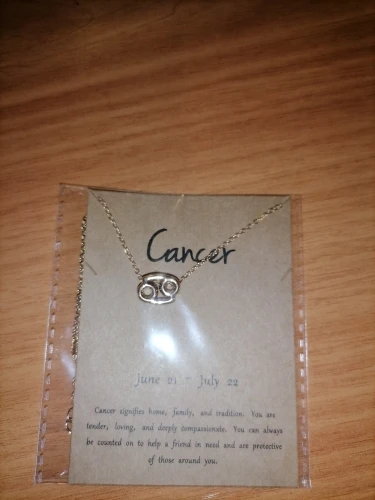 Cancer
June 21 - July 22
Cancer signifies home, family, and tradition. You are
tender, loving, and deeply compassionate. You can always
be counted on to help a friend in need and are protective
of those around you.